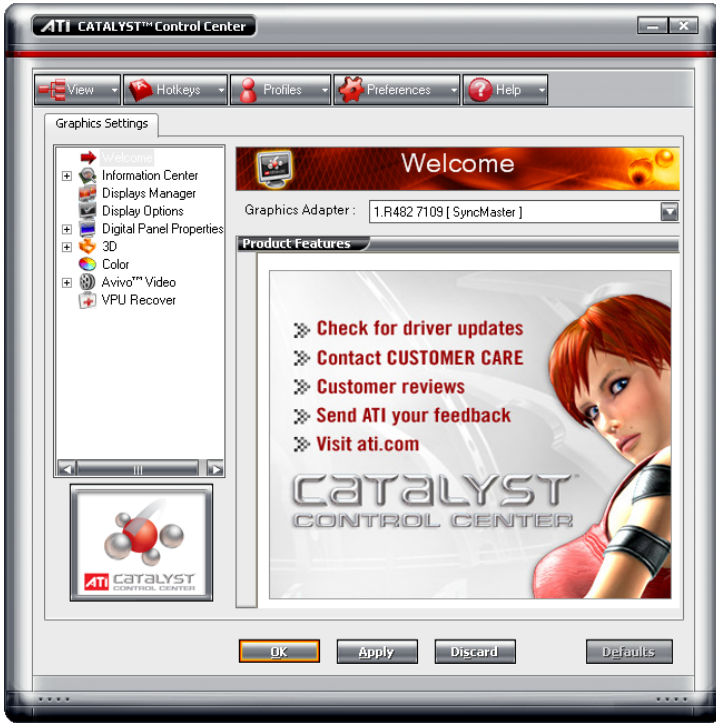 ATI CATALYST™ Control Center
View
Hotkeys
Profiles
Preferences
Help
Graphics Settings
Welcome
Information Center
Displays Manager
Display Options
Digital Panel Properties
3D
Color
Avivo™ Video
VPU Recover
Welcome
Graphics Adapter :
1.R482 7109 [ SyncMaster ]
Product Features
Check for driver updates
Contact CUSTOMER CARE
Customer reviews
Send ATI your feedback
Visit ati.com
CATALYST™
CONTROL CENTER
ATI CATALYST
CONTROL CENTER
OK
Apply
Discard
Defaults